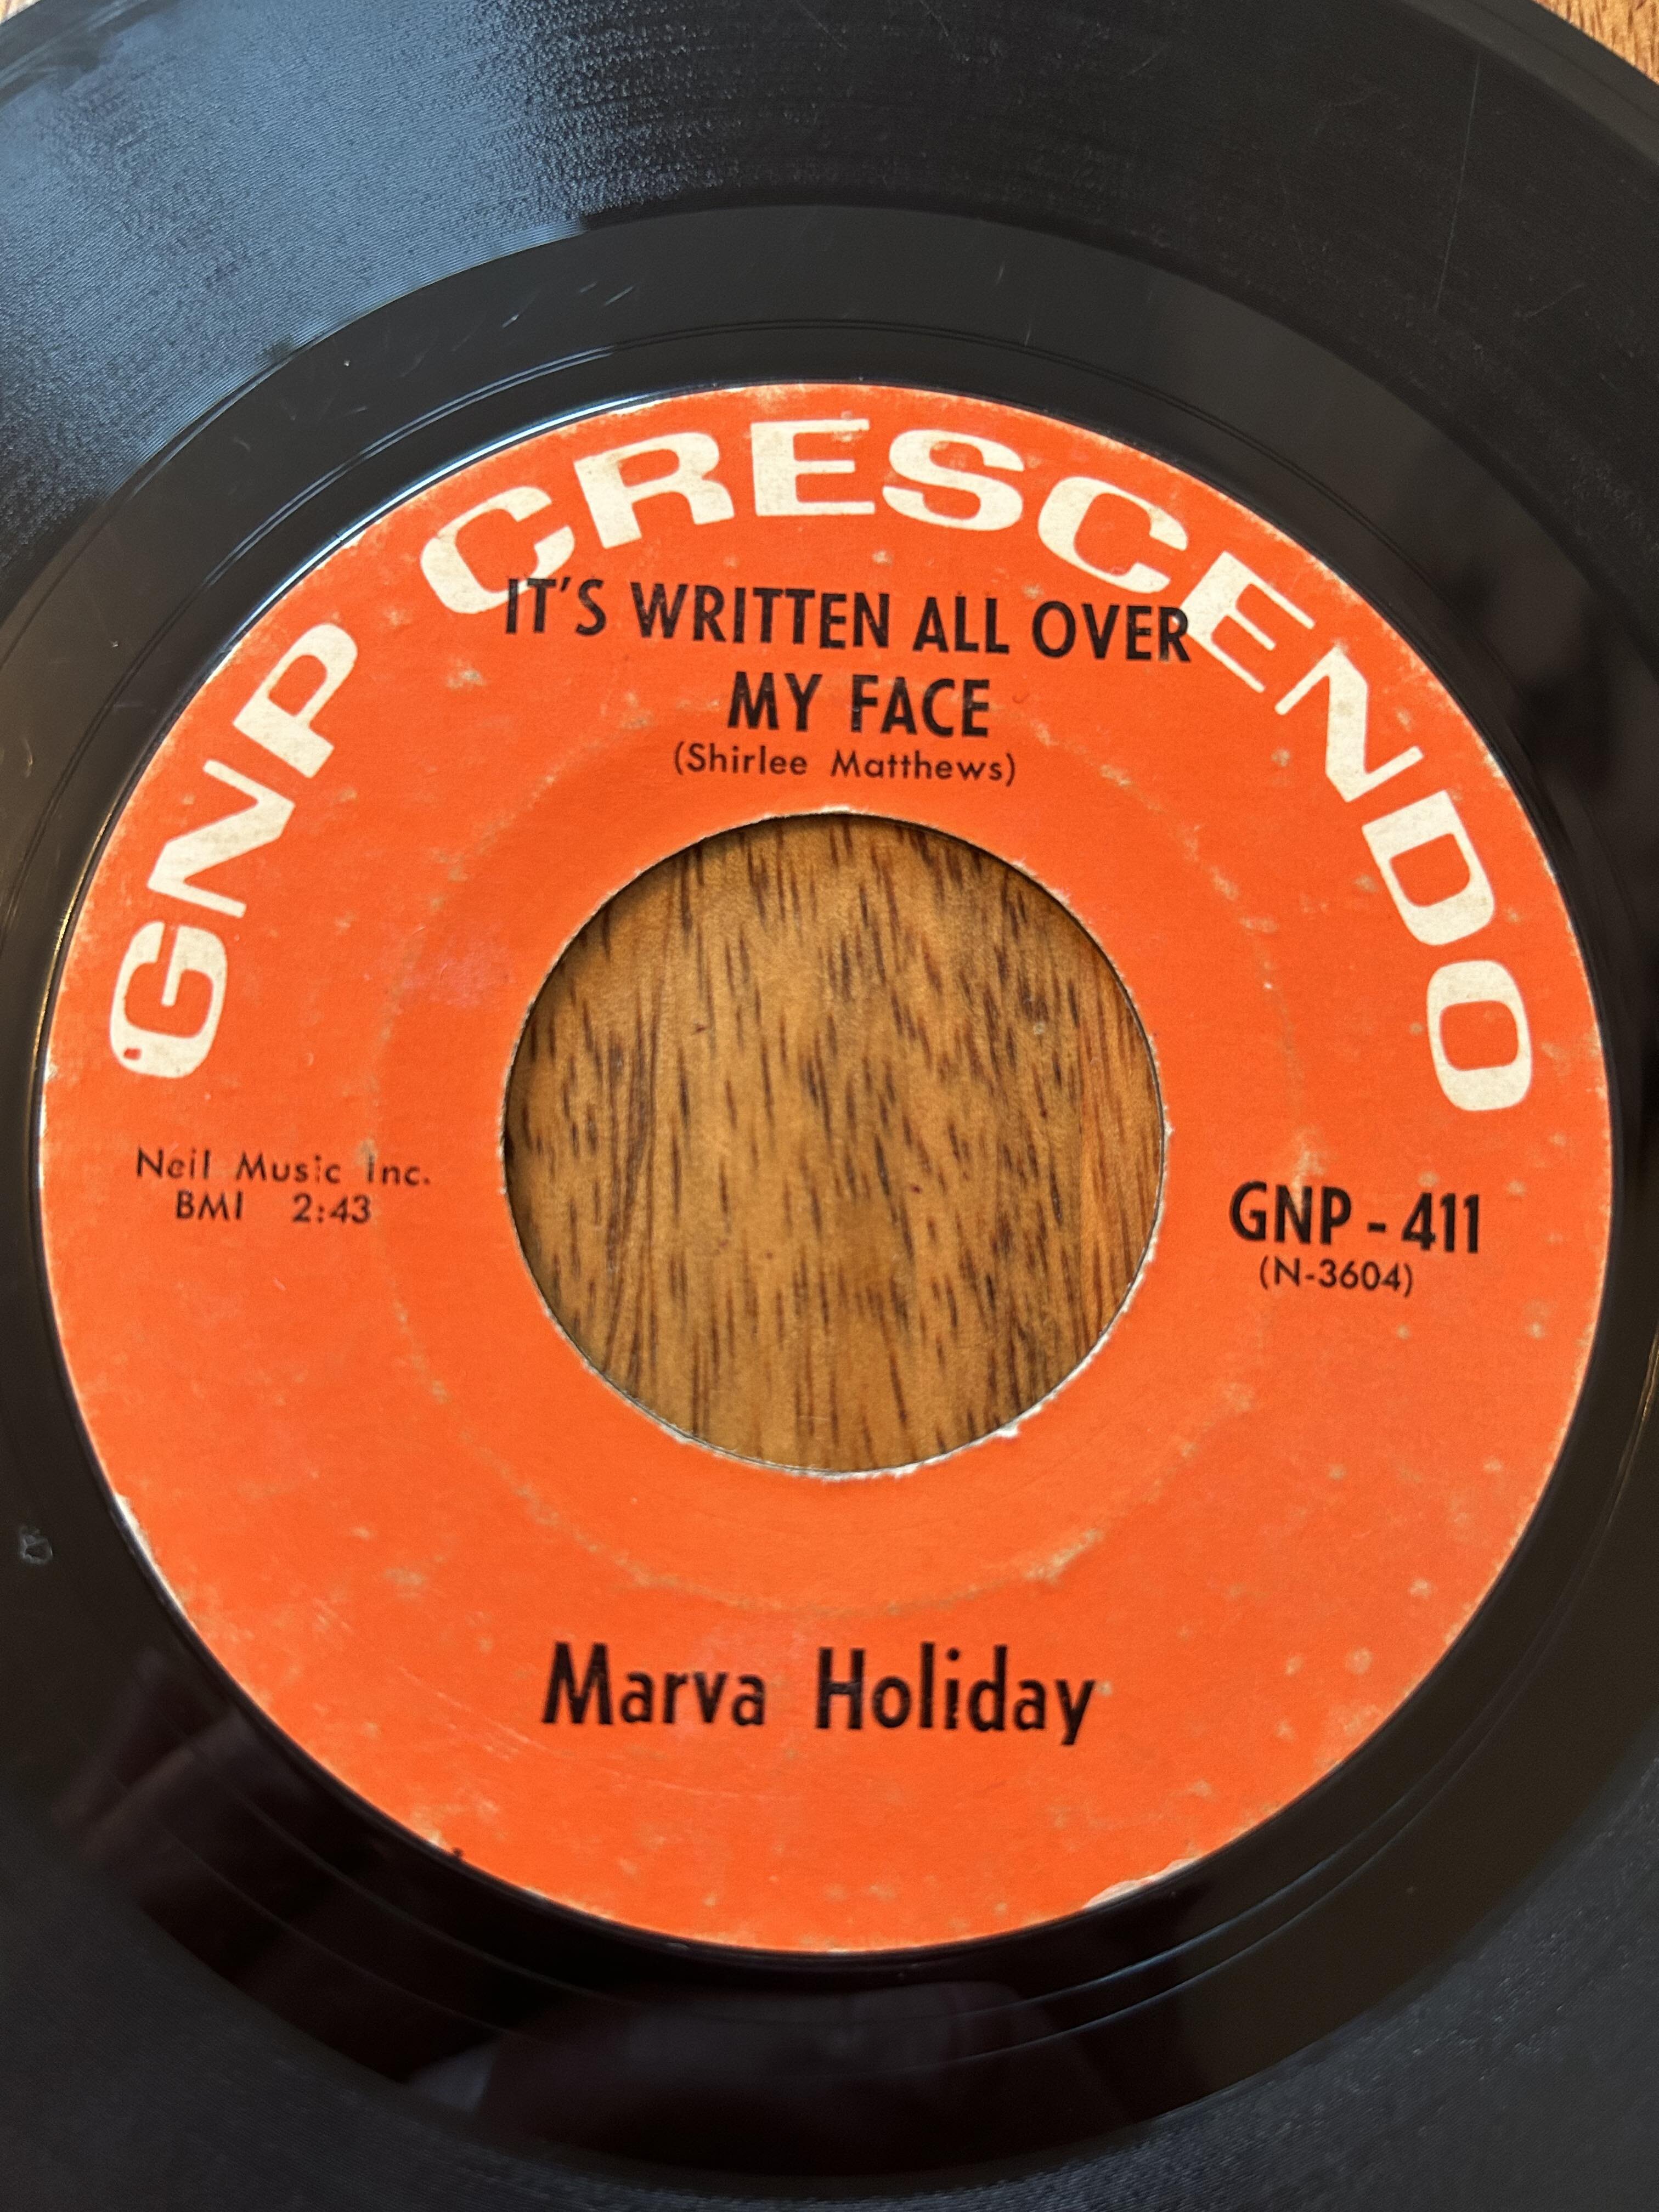 GNP CRESCENDO
IT'S WRITTEN ALL OVER
MY FACE
(Shirlee Matthews)
Neil Music Inc.
BMI 2:43
GNP - 411
(N-3604)
Marva Holiday